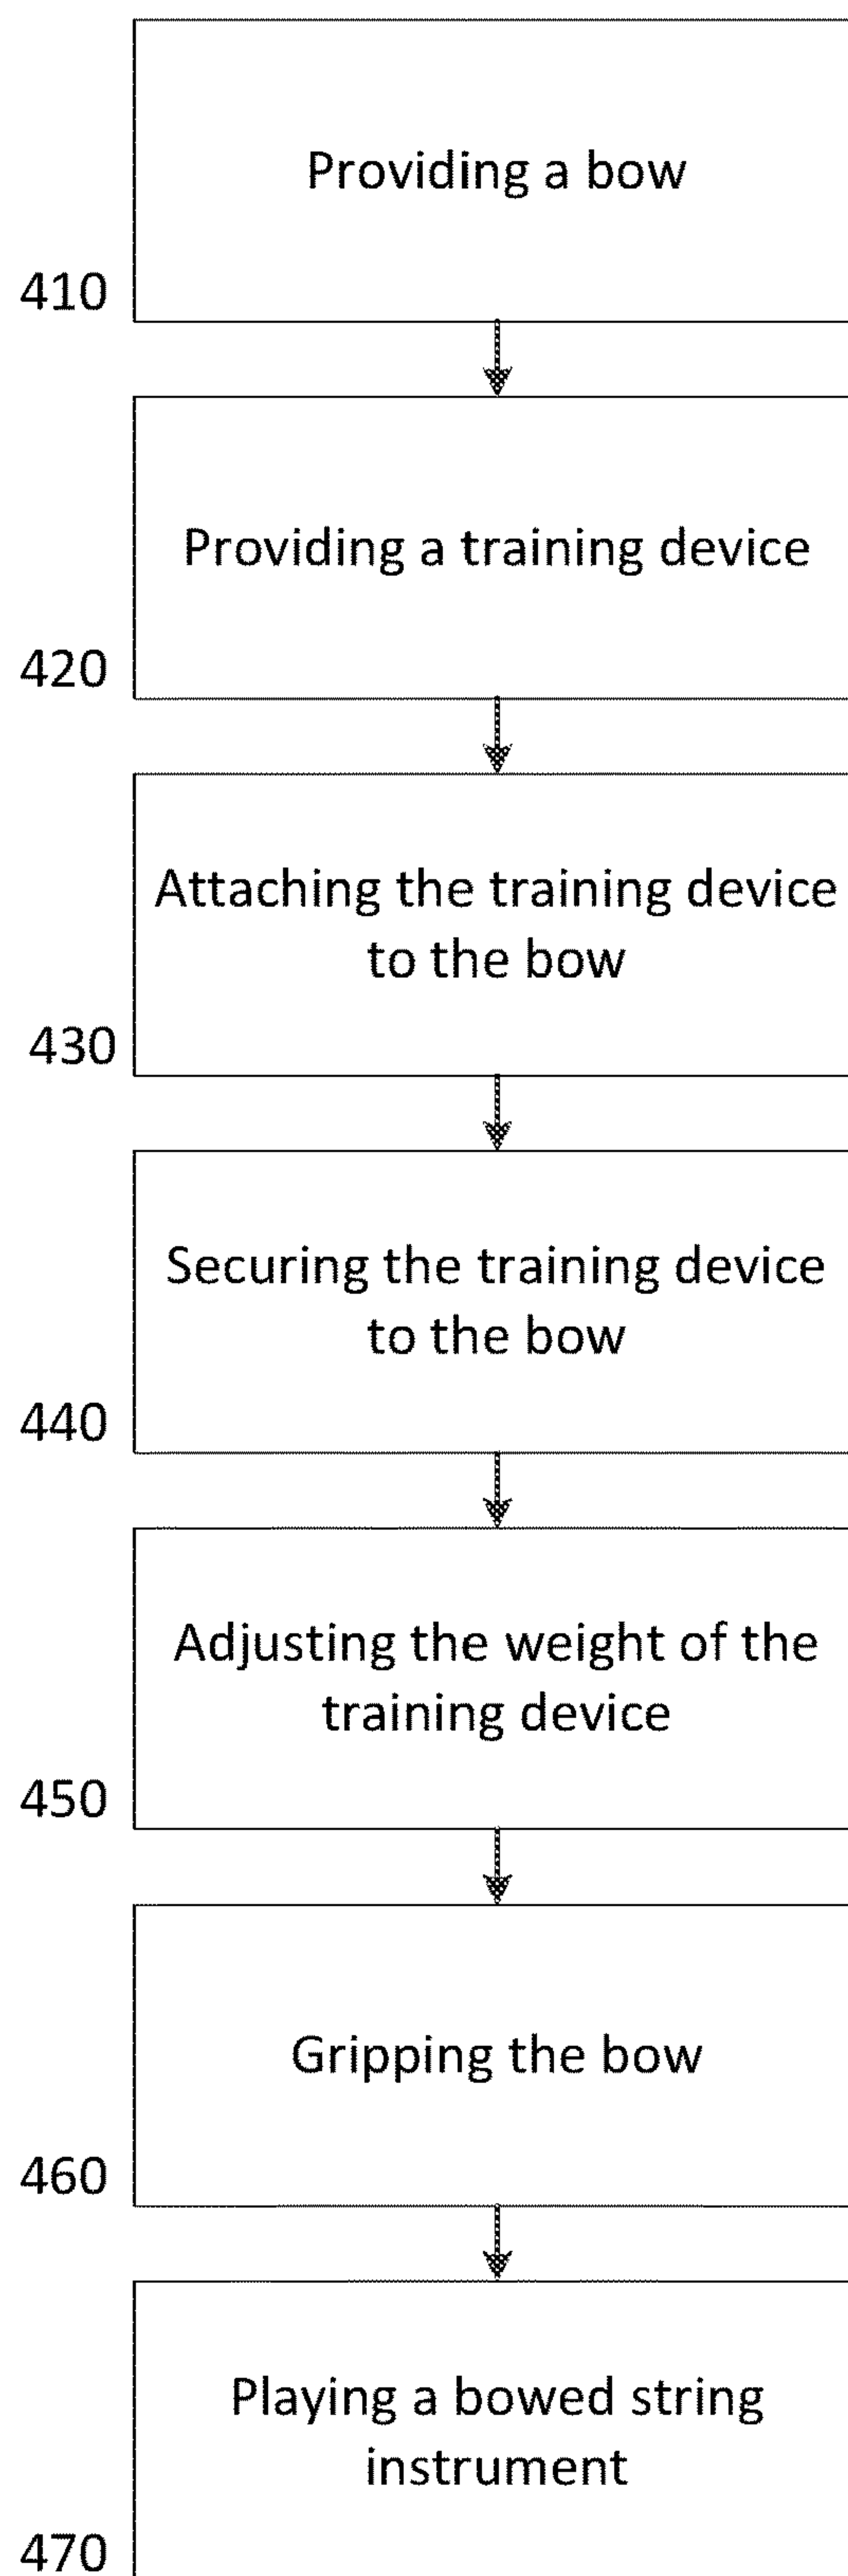 Providing a bow
410
Providing a training device
420
Attaching the training device
to the bow
430
Securing the training device
to the bow
440
Adjusting the weight of the
training device
450
Gripping the bow
460
Playing a bowed string
instrument
470